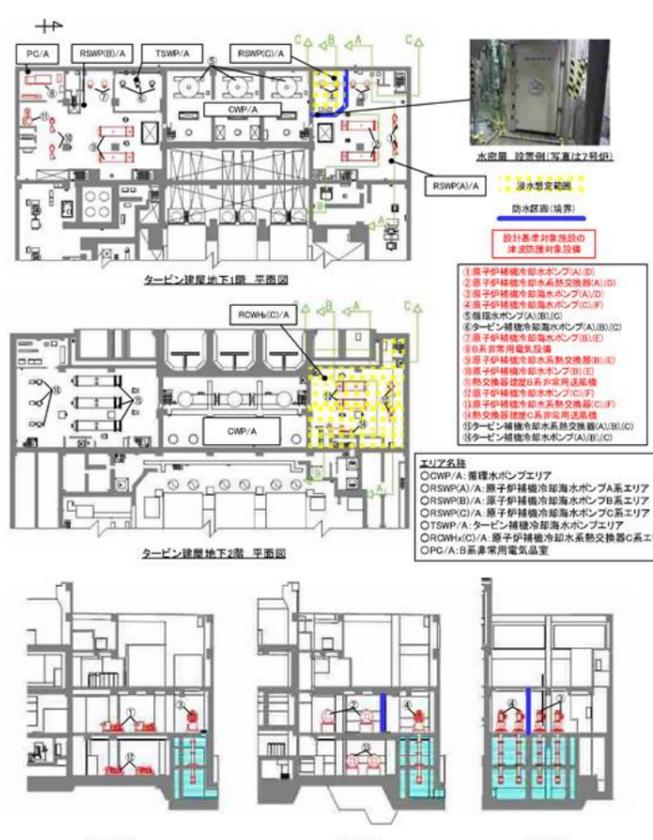 PC/A
RSWP(B)/A
TSWP/A
RSWP(C)/A
C
B
A
C
⑤
⑦
⑥
CWP/A
RSWP(A)/A
B
A
タービン建屋地下1階 平面図
水密扉 設置例(写真は7号炉)
浸水想定範囲
防水区画(境界)
設計基準対象施設の
津波防護対象設備
①原子炉補機冷却水ポンプ(A),(D)
②原子炉補機冷却水系熱交換器(A),(D)
③原子炉補機冷却海水ポンプ(A),(D)
④原子炉補機冷却海水ポンプ(C),(F)
⑤循環水ポンプ(A),(B),(C)
⑥タービン補機冷却海水ポンプ(A),(B),(C)
⑦原子炉補機冷却海水ポンプ(B),(E)
⑧B系非常用電気設備
⑨原子炉補機冷却水系熱交換器(B),(E)
⑩原子炉補機冷却水ポンプ(B),(E)
⑪熱交換器建屋B系非常用送風機
⑫原子炉補機冷却水ポンプ(C),(F)
⑬原子炉補機冷却水系熱交換器(C),(F)
⑭熱交換器建屋C系非常用送風機
⑮タービン補機冷却水系熱交換器(A),(B),(C)
⑯タービン補機冷却水ポンプ(A),(B),(C)
RCWHx(C)/A
C
B
A
C
CWP/A
B
A
タービン建屋地下2階 平面図
エリア名称
○CWP/A:循環水ポンプエリア
○RSWP(A)/A:原子炉補機冷却海水ポンプA系エリア
○RSWP(B)/A:原子炉補機冷却海水ポンプB系エリア
○RSWP(C)/A:原子炉補機冷却海水ポンプC系エリア
○TSWP/A:タービン補機冷却海水ポンプエリア
○RCWHx(C)/A:原子炉補機冷却水系熱交換器C系エ
○PC/A:B系非常用電気品室
①
③
②
④
④
③